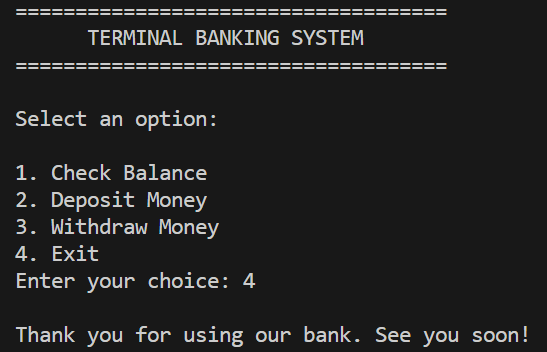 ====================================
TERMINAL BANKING SYSTEM
====================================
Select an option:
1. Check Balance
2. Deposit Money
3. Withdraw Money
4. Exit
Enter your choice: 4
Thank you for using our bank. See you soon!